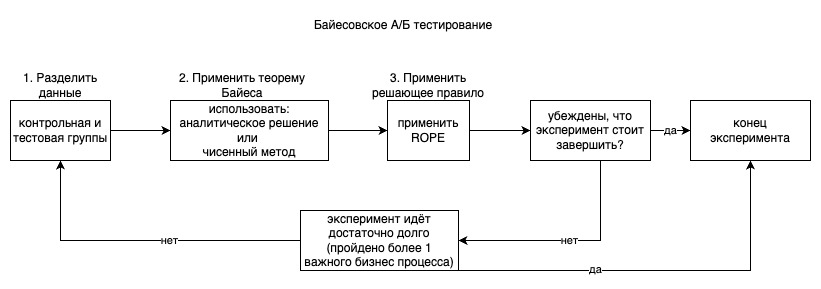 Байесовское А/Б тестирование
1. Разделить
данные
2. Применить теорему
Байеса
3. Применить
решающее правило
контрольная и
тестовая группы
использовать:
аналитическое решение
или
чисенный метод
применить
ROPE
убеждены, что
эксперимент стоит
завершить?
да
конец
эксперимента
эксперимент идёт
достаточно долго
(пройдено более 1
важного бизнес процесса)
нет
нет
да